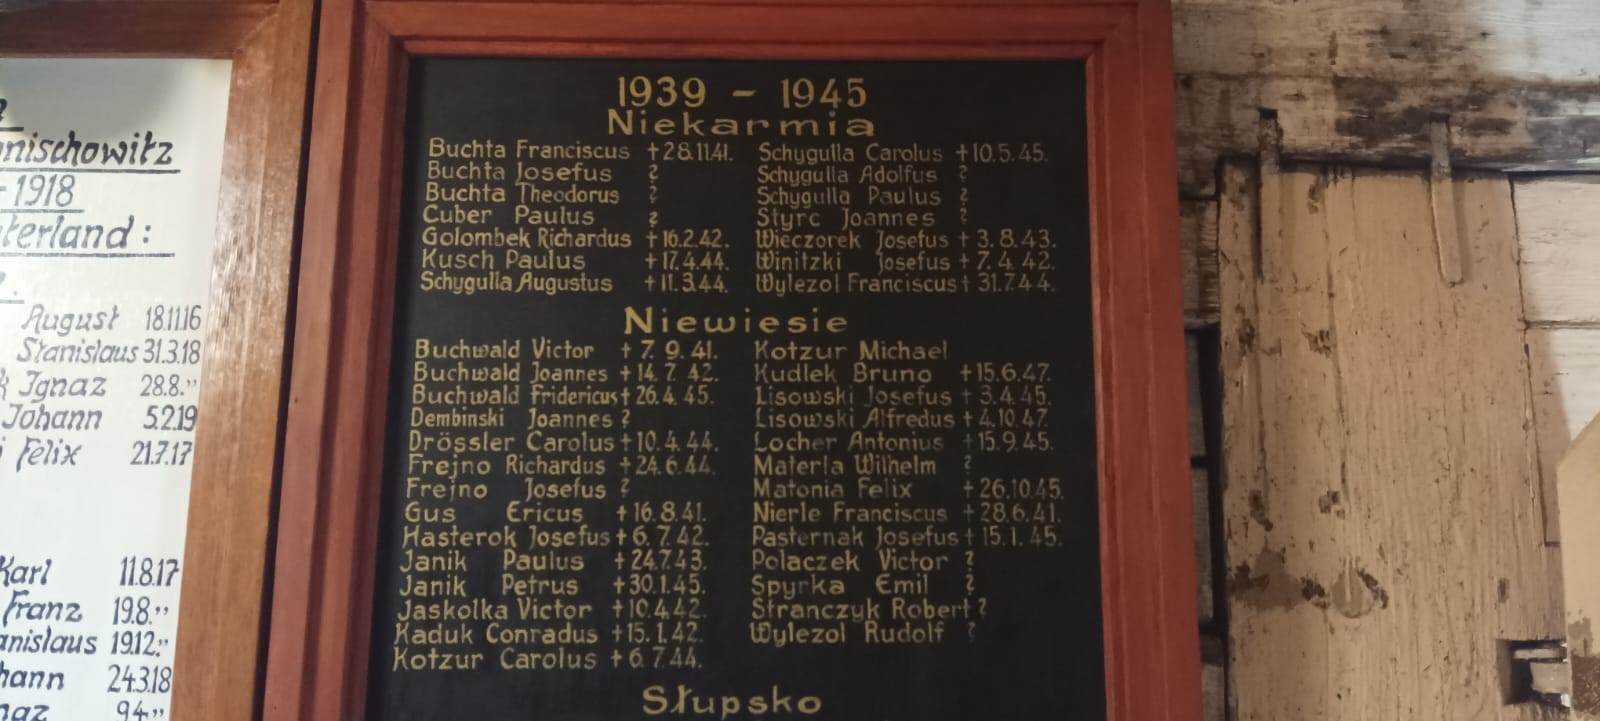 nischowitz
- 1918
terland :
August 18.11.16
Stanislaus 31.3.18
Ignaz 28.8.''
Johann 5.2.19
Felix 21.7.17
Karl 11.8.17
Franz 19.8.''
anislaus 19.12.''
hann 24.3.18
naz 9.4.''
1939 - 1945
Niekarmia
Buchta Franciscus +28.11.41.
Buchta Josefus ?
Buchta Theodorus ?
Cuber Paulus ?
Golombek Richardus +16.2.42.
Kusch Paulus +17.4.44.
Schygulla Augustus +11.3.44.
Schygulla Carolus +10.5.45.
Schygulla Adolfus ?
Schygulla Paulus ?
Styrc Joannes ?
Wieczorek Josefus + 3.8.43.
Winitzki Josefus + 7.4.42.
Wylezol Franciscus + 31.7.44.
Niewiesie
Buchwald Victor + 7.9.41.
Buchwald Joannes + 14.7.42.
Buchwald Fridericus + 26.4.45.
Dembinski Joannes ?
Drössler Carolus + 10.4.44.
Frejno Richardus + 24.6.44.
Frejno Josefus ?
Gus Ericus + 16.8.41.
Hasterok Josefus + 6.7.42.
Janik Paulus + 24.7.43.
Janik Petrus + 30.1.45.
Jaskolka Victor + 10.4.42.
Kaduk Conradus + 15.1.42.
Kotzur Carolus + 6.7.44.
Kotzur Michael
Kudlek Bruno + 15.6.47.
Lisowski Josefus + 3.4.45.
Lisowski Alfredus + 4.10.47.
Locher Antonius + 15.9.45.
Materla Wilhelm ?
Matonia Felix + 26.10.45.
Nierle Franciscus + 28.6.41.
Pasternak Josefus + 15.1.45.
Polaczek Victor ?
Spyrka Emil ?
Stranczyk Robert ?
Wylezol Rudolf ?
Słupsko